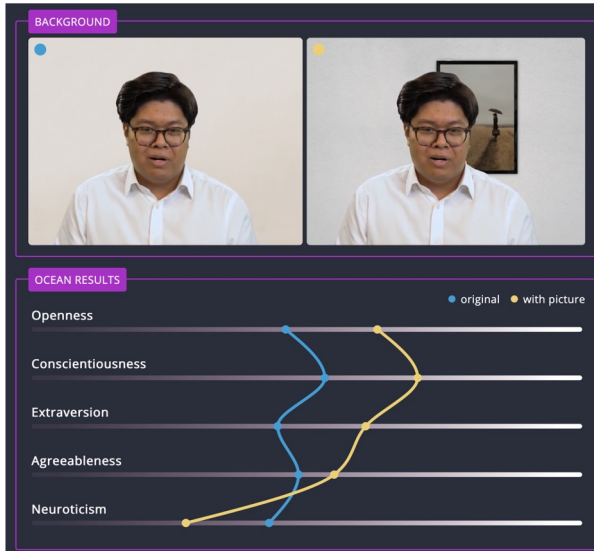 BACKGROUND
OCEAN RESULTS
original with picture
Openness
Conscientiousness
Extraversion
Agreeableness
Neuroticism